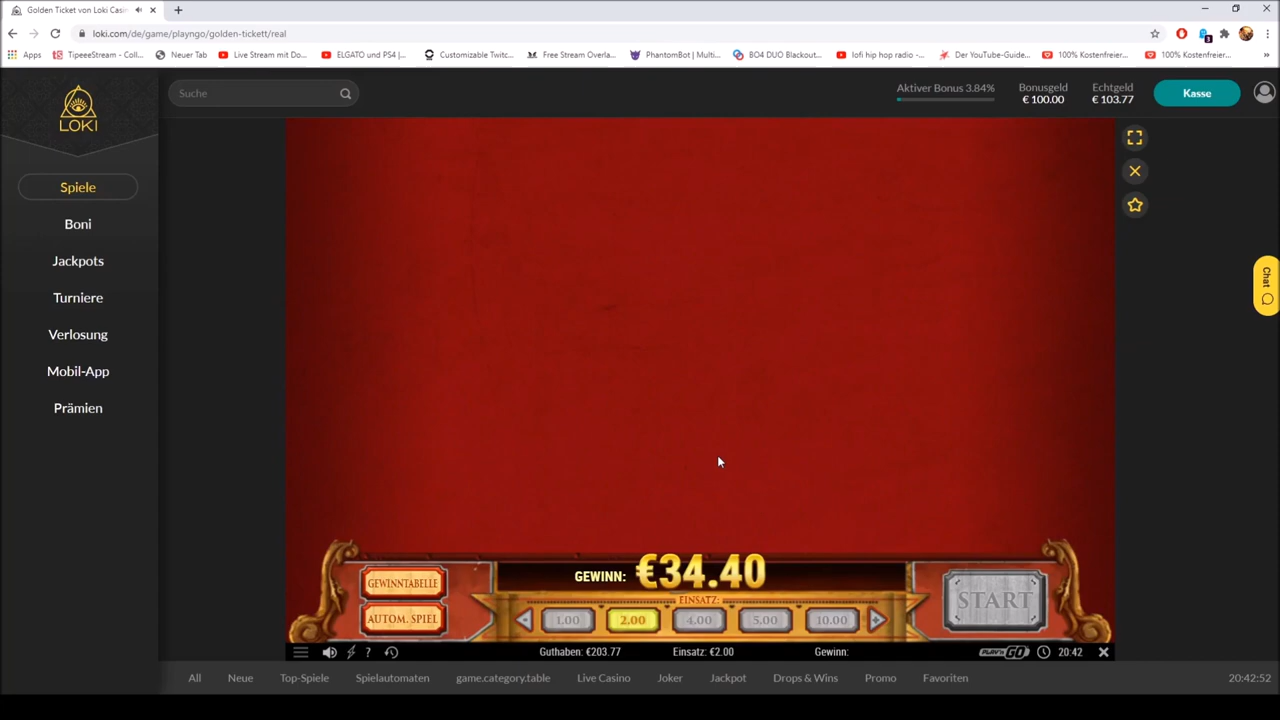 Golden Ticket von Loki Casin
loki.com/de/game/playngo/golden-tickett/real
Apps
TipeeeStream - Coll...
Neuer Tab
Live Stream mit Do...
ELGATO und PS4 |...
Customizable Twitc...
Free Stream Overla...
PhantomBot | Multi...
BO4 DUO Blackout...
lofi hip hop radio -...
Der YouTube-Guide...
100% Kostenfreier...
100% Kostenfreier...
»
3
LOKI
Suche
Aktiver Bonus 3.84%
Bonusgeld
€ 100.00
Echtgeld
€ 103.77
Kasse
Spiele
Boni
Jackpots
Turniere
Verlosung
Mobil-App
Prämien
Chat
GEWINNTABELLE
AUTOM. SPIEL
GEWINN: €34.40
EINSATZ:
1.00 2.00 4.00 5.00 10.00
START
? Guthaben: €203.77 Einsatz: €2.00 Gewinn: PLAY'N GO 20:42
All Neue Top-Spiele Spielautomaten game.category.table Live Casino Joker Jackpot Drops & Wins Promo Favoriten 20:42:52